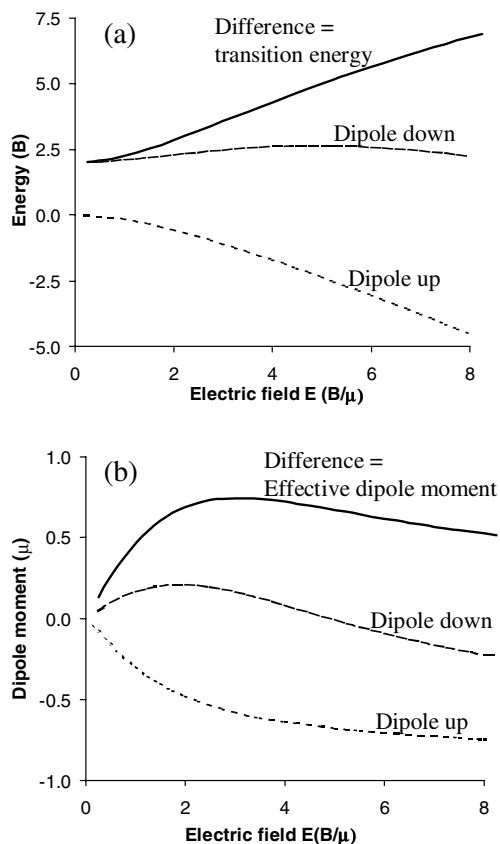 (a)
Difference =
transition energy
Dipole down
Dipole up
7.5
5.0
2.5
0.0
-2.5
-5.0
Energy (B)
0 2 4 6 8
Electric field E (B/μ)
(b)
Difference =
Effective dipole moment
Dipole down
Dipole up
1.0
0.5
0.0
-0.5
-1.0
Dipole moment (μ)
0 2 4 6 8
Electric field E(B/μ)